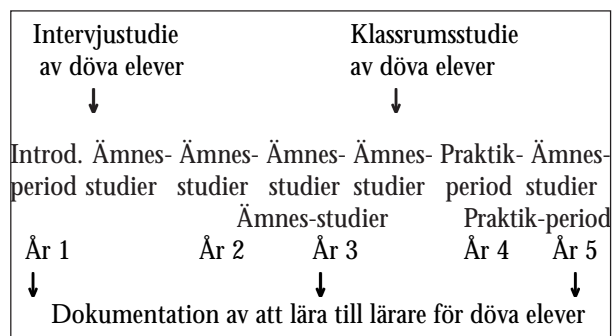 Intervjustudie Klassrumsstudie
av döva elever av döva elever
Introd. Ämnes- Ämnes- Ämnes- Ämnes- Praktik- Ämnes-
period studier studier studier studier period studier
Ämnes-studier Praktik-period
År 1 År 2 År 3 År 4 År 5
Dokumentation av att lära till lärare för döva elever